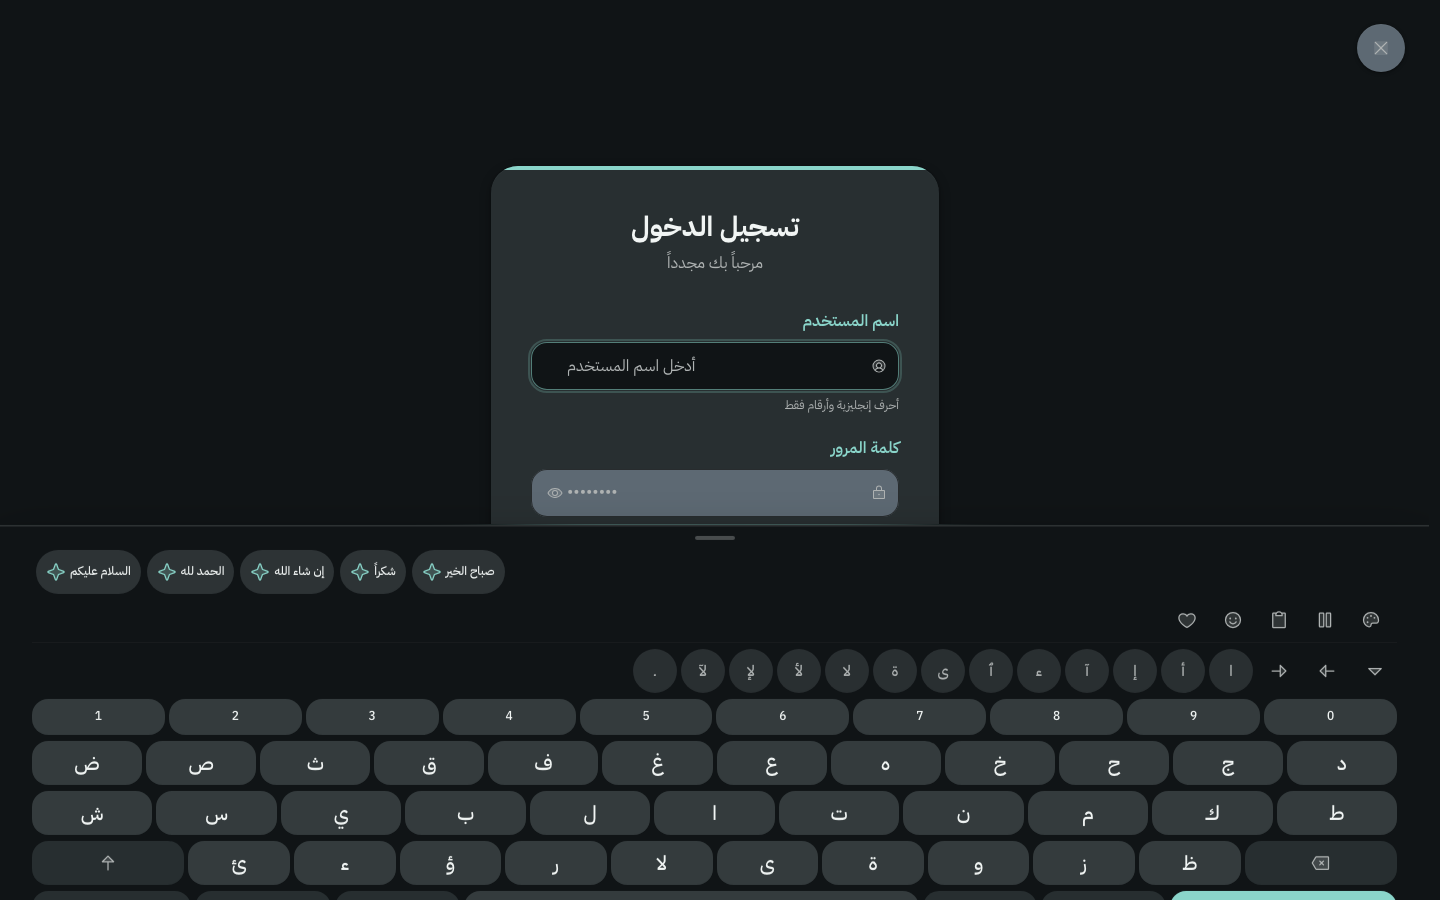 تسجيل الدخول
مرحباً بك مجدداً
اسم المستخدم
أدخل اسم المستخدم
أحرف إنجليزية وأرقام فقط
كلمة المرور
••••••••
صباح الخير شكراً إن شاء الله الحمد لله السلام عليكم
ا أ إ آ ء ٱ ى ة لا لأ لإ لآ .
1 2 3 4 5 6 7 8 9 0
ض ص ث ق ف غ ع ه خ ح ج د
ش س ي ب ل ا ت ن م ك ط
ئ ء ؤ ر لا ى ة و ز ظ